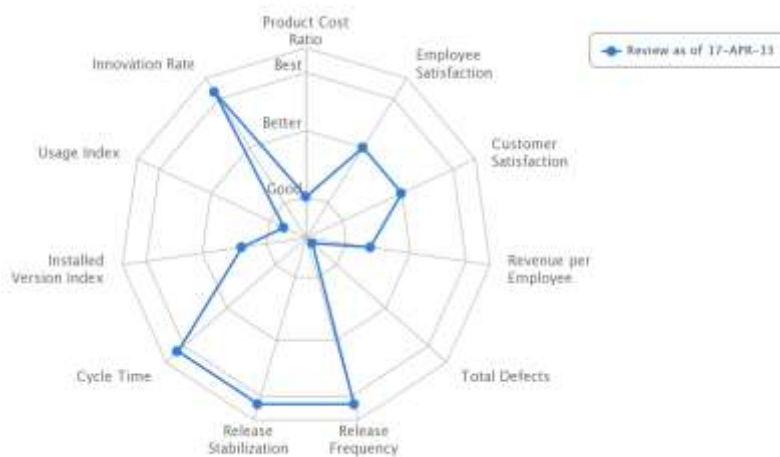 Product Cost
Ratio
Review as of 17-APR-13
Employee
Satisfaction
Innovation Rate
Best
Better
Usage Index
Customer
Satisfaction
Good
Installed
Version Index
Revenue per
Employee
Cycle Time
Total Defects
Release
Stabilization
Release
Frequency